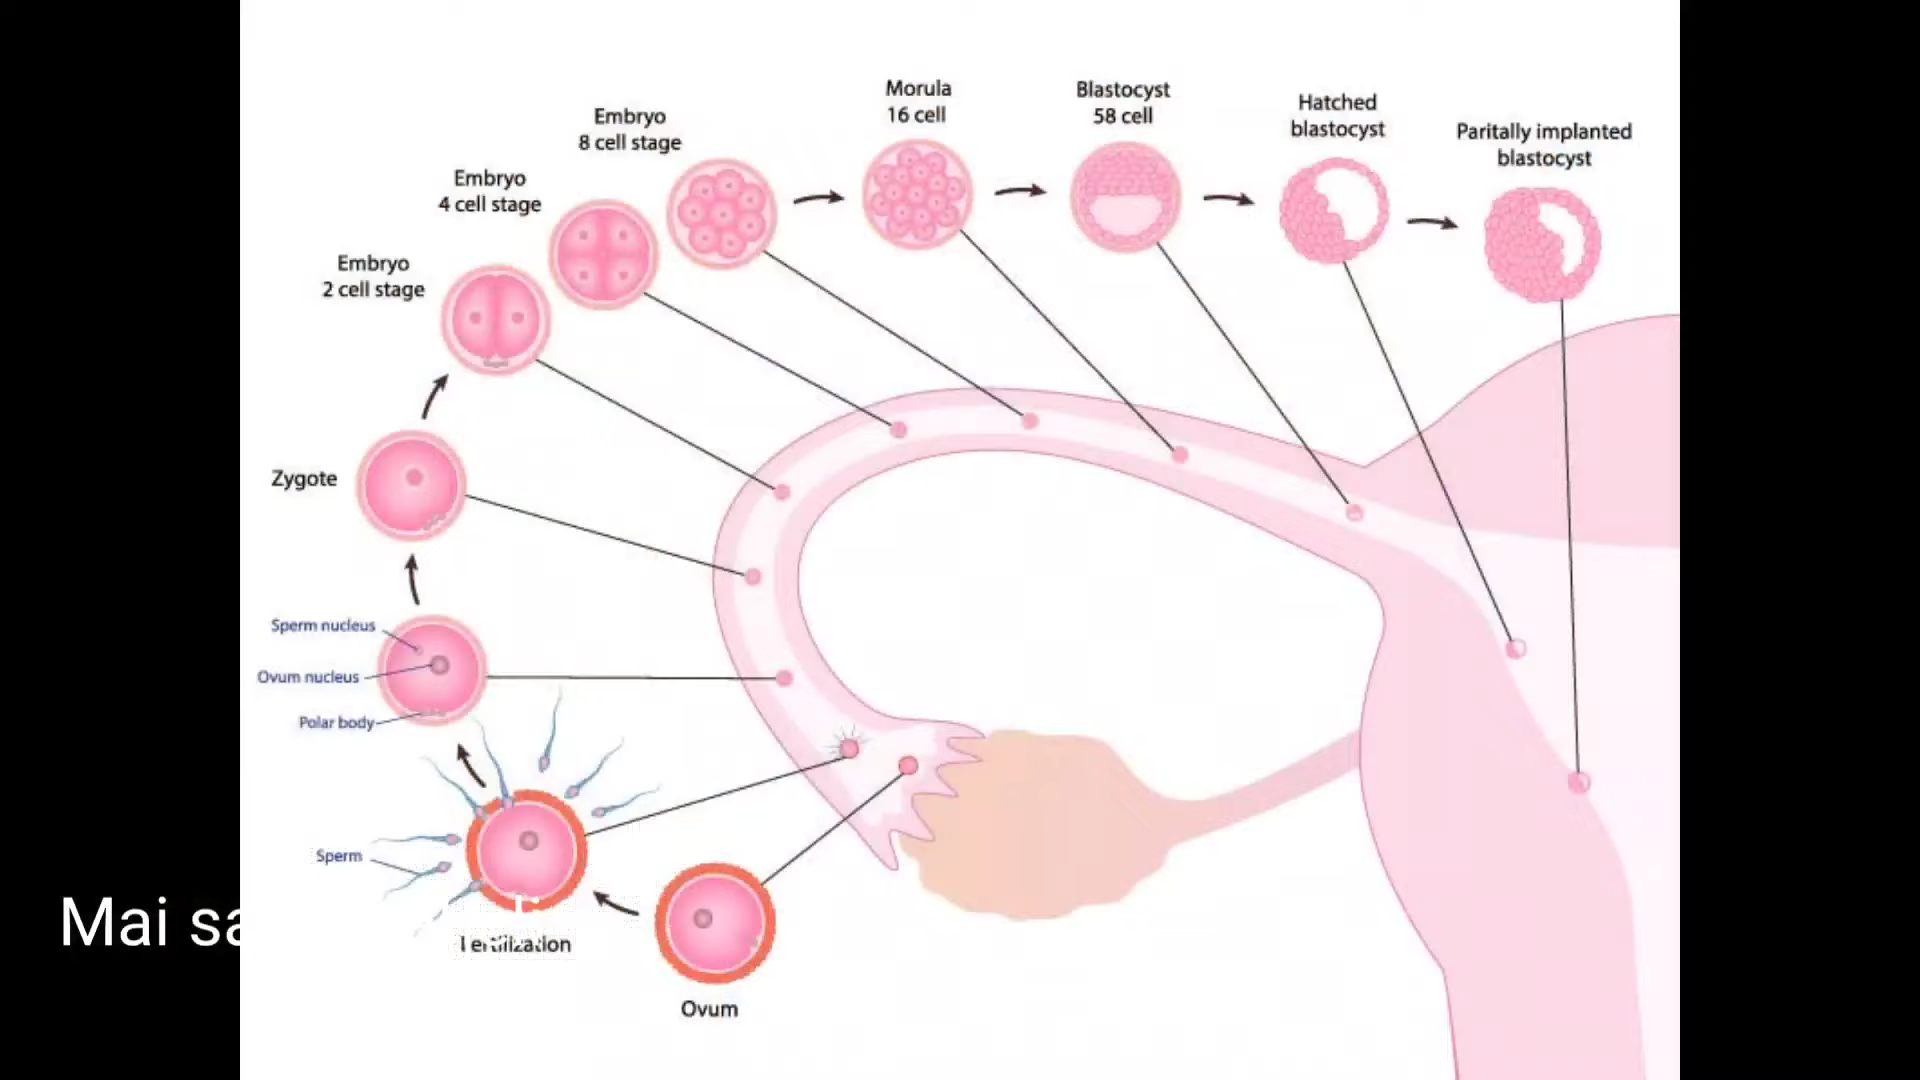 Morula
16 cell
Blastocyst
58 cell
Hatched
blastocyst
Paritally implanted
blastocyst
Embryo
8 cell stage
Embryo
4 cell stage
Embryo
2 cell stage
Zygote
Sperm nucleus
Ovum nucleus
Polar body
Sperm
Ovum
Mai